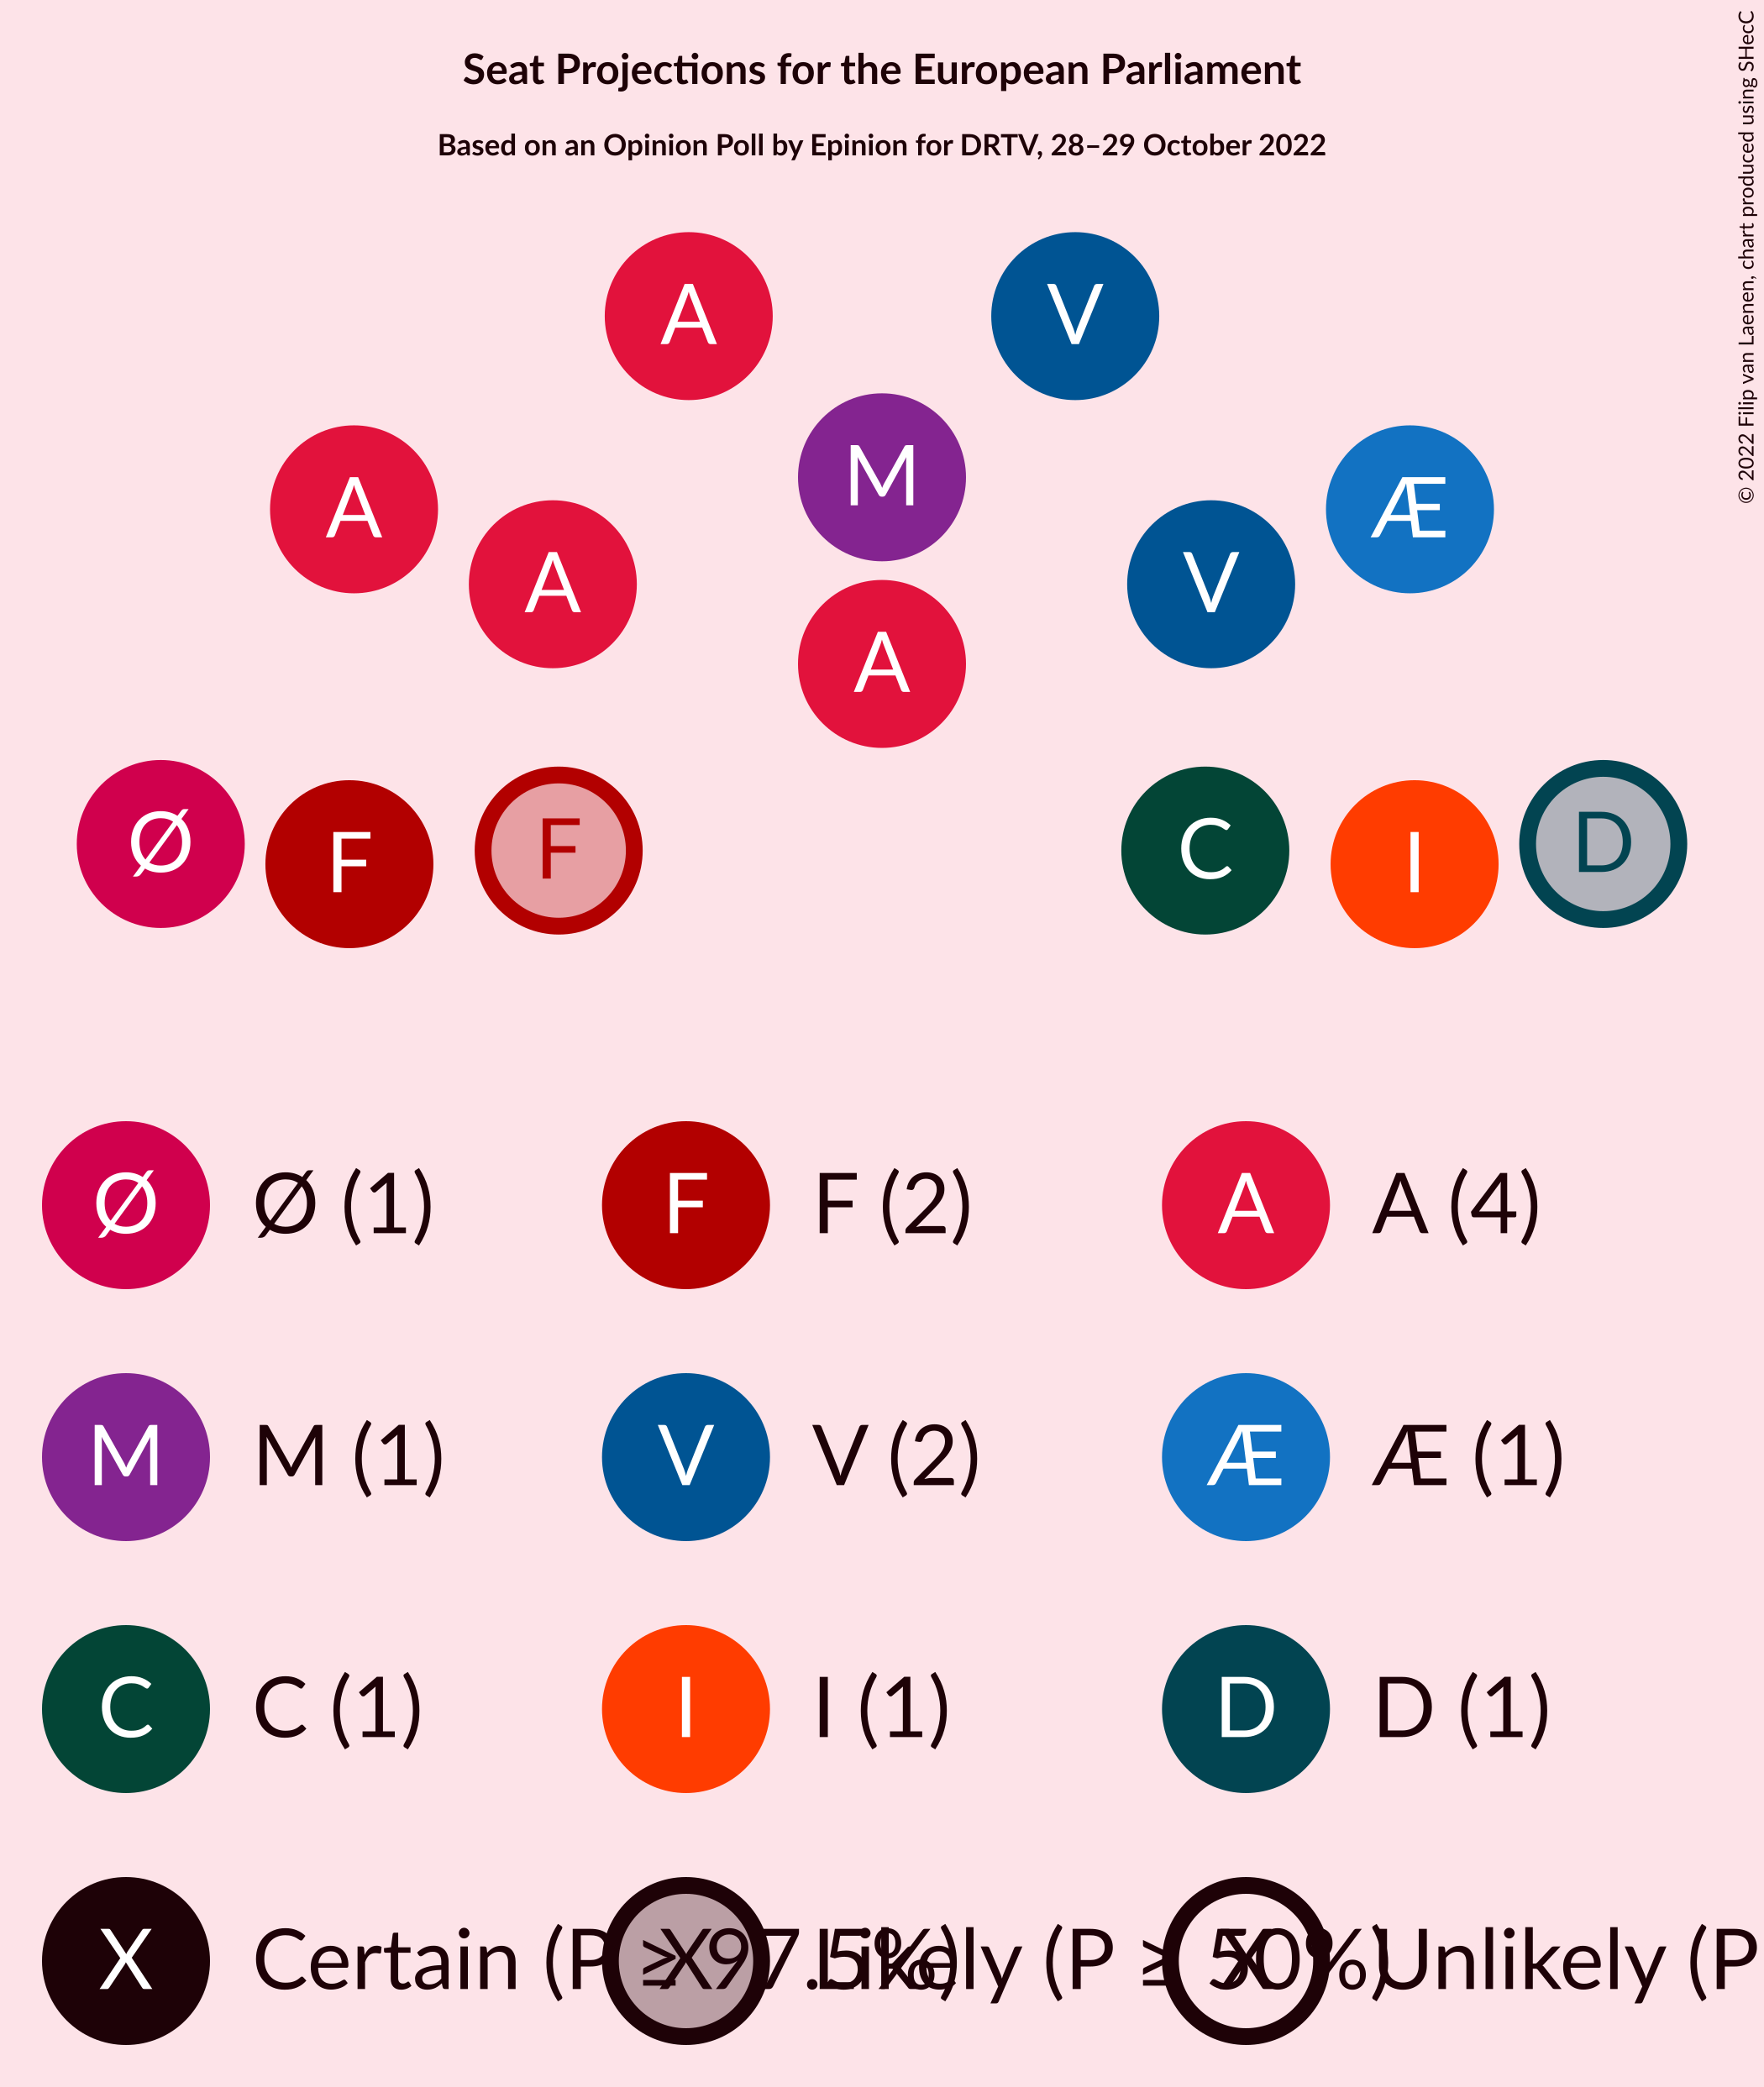 Seat Projections for the European Parliament
Based on an Opinion Poll by Epinion for DRTV, 28–29 October 2022
© 2022 Filip van Laenen, chart produced using SHecC
A V
M
A Æ
A V
A
Ø F F C I D
Ø Ø (1) F F (2) A A (4)
M M (1) V V (2) Æ Æ (1)
C C (1) I I (1) D D (1)
X Certain (P ≥ 97.5%) X Likely (P ≥ 50%) X Unlikely (P